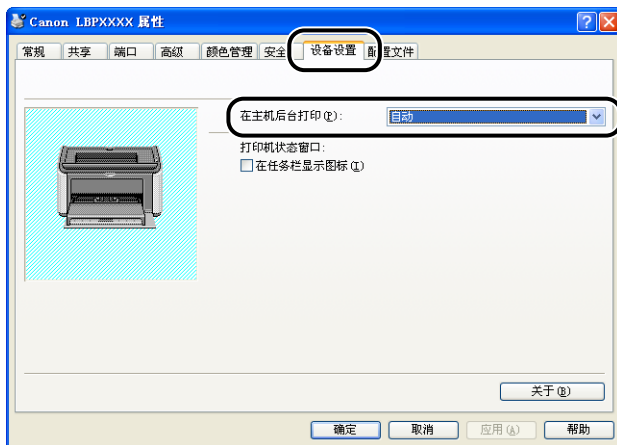 Canon LBPXXXX 属性
常规 共享 端口 高级 颜色管理 安全 设备设置 配置文件
在主机后台打印(P): 自动
打印机状态窗口:
在任务栏显示图标(I)
关于(B)
确定 取消 应用(A) 帮助